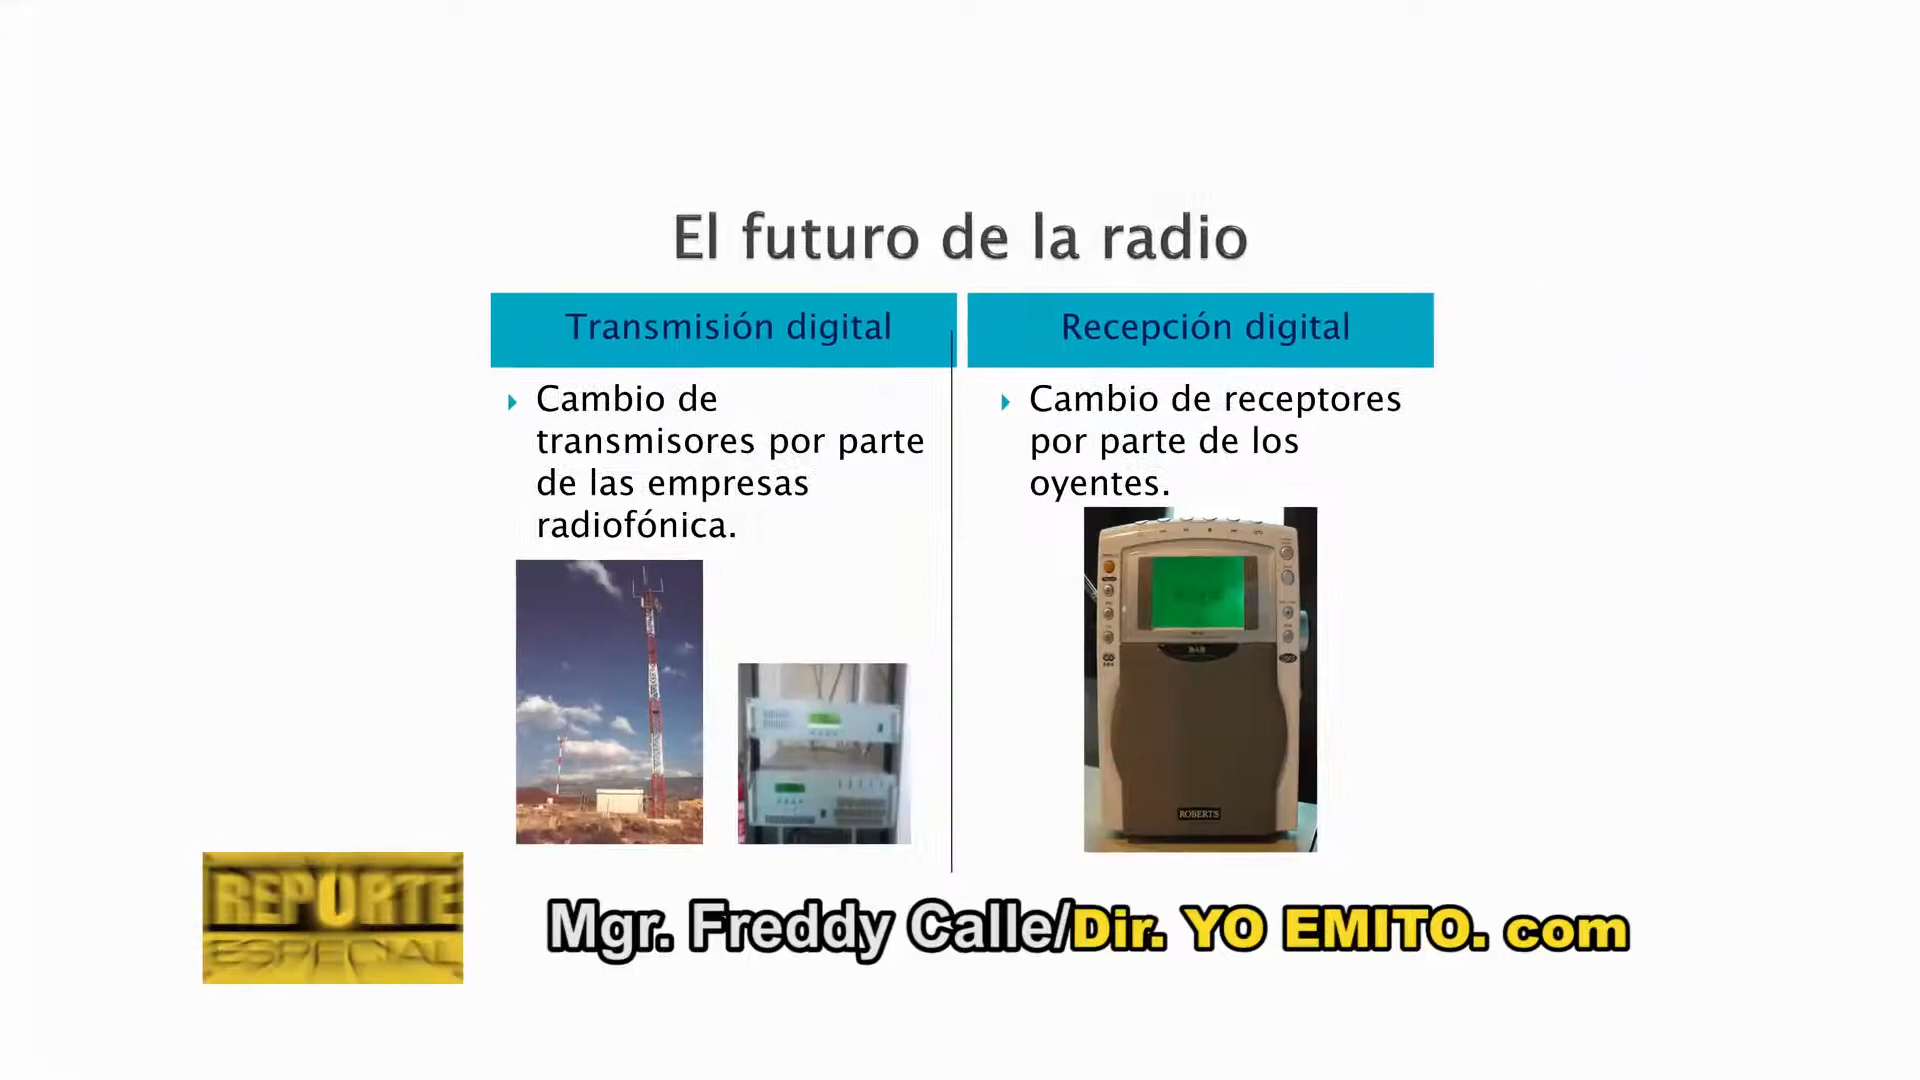 El futuro de la radio
Transmisión digital
Cambio de
transmisores por parte
de las empresas
radiofónica.
Recepción digital
Cambio de receptores
por parte de los
oyentes.
DAB
ROBERTS
REPORTE
ESPECIAL
Mgr. Freddy Calle/Dir. YO EMITO. com